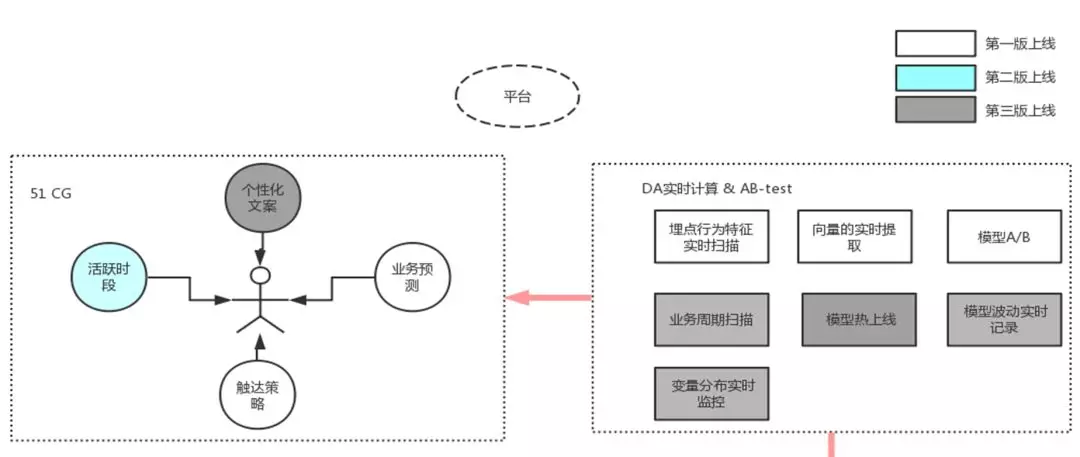 第一版上线
平台
第二版上线
第三版上线
51 CG
个性化
文案
活跃时
段
业务预
测
触达策
略
DA实时计算 & AB-test
埋点行为特征
实时扫描
向量的实时提
取
模型A/B
业务周期扫描
模型热上线
模型波动实时
记录
变量分布实时
监控